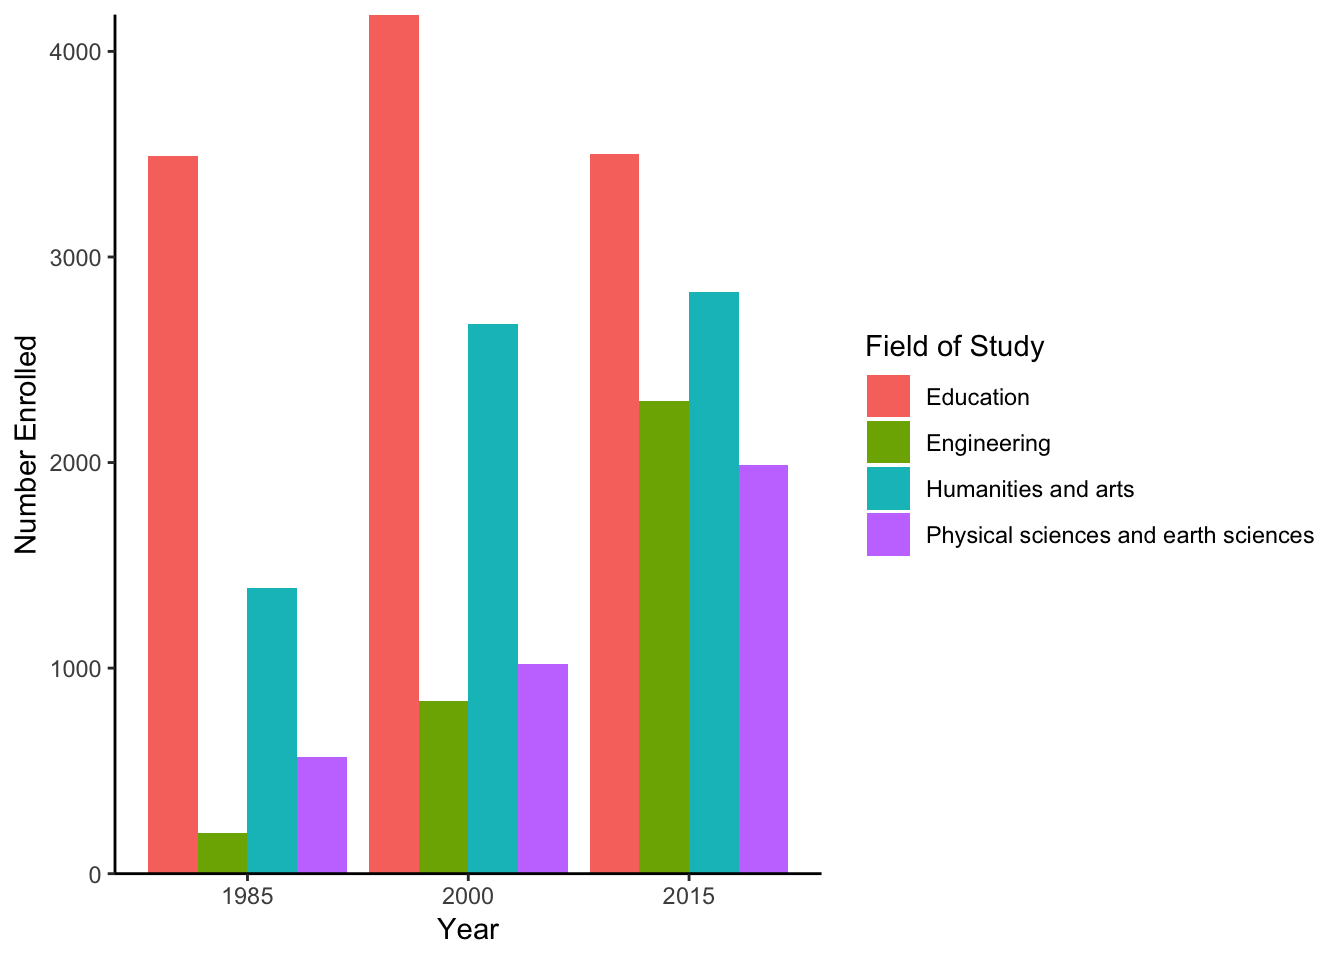 4000
3000
2000
1000
0
Number Enrolled
1985
2000
2015
Year
Field of Study
Education
Engineering
Humanities and arts
Physical sciences and earth sciences